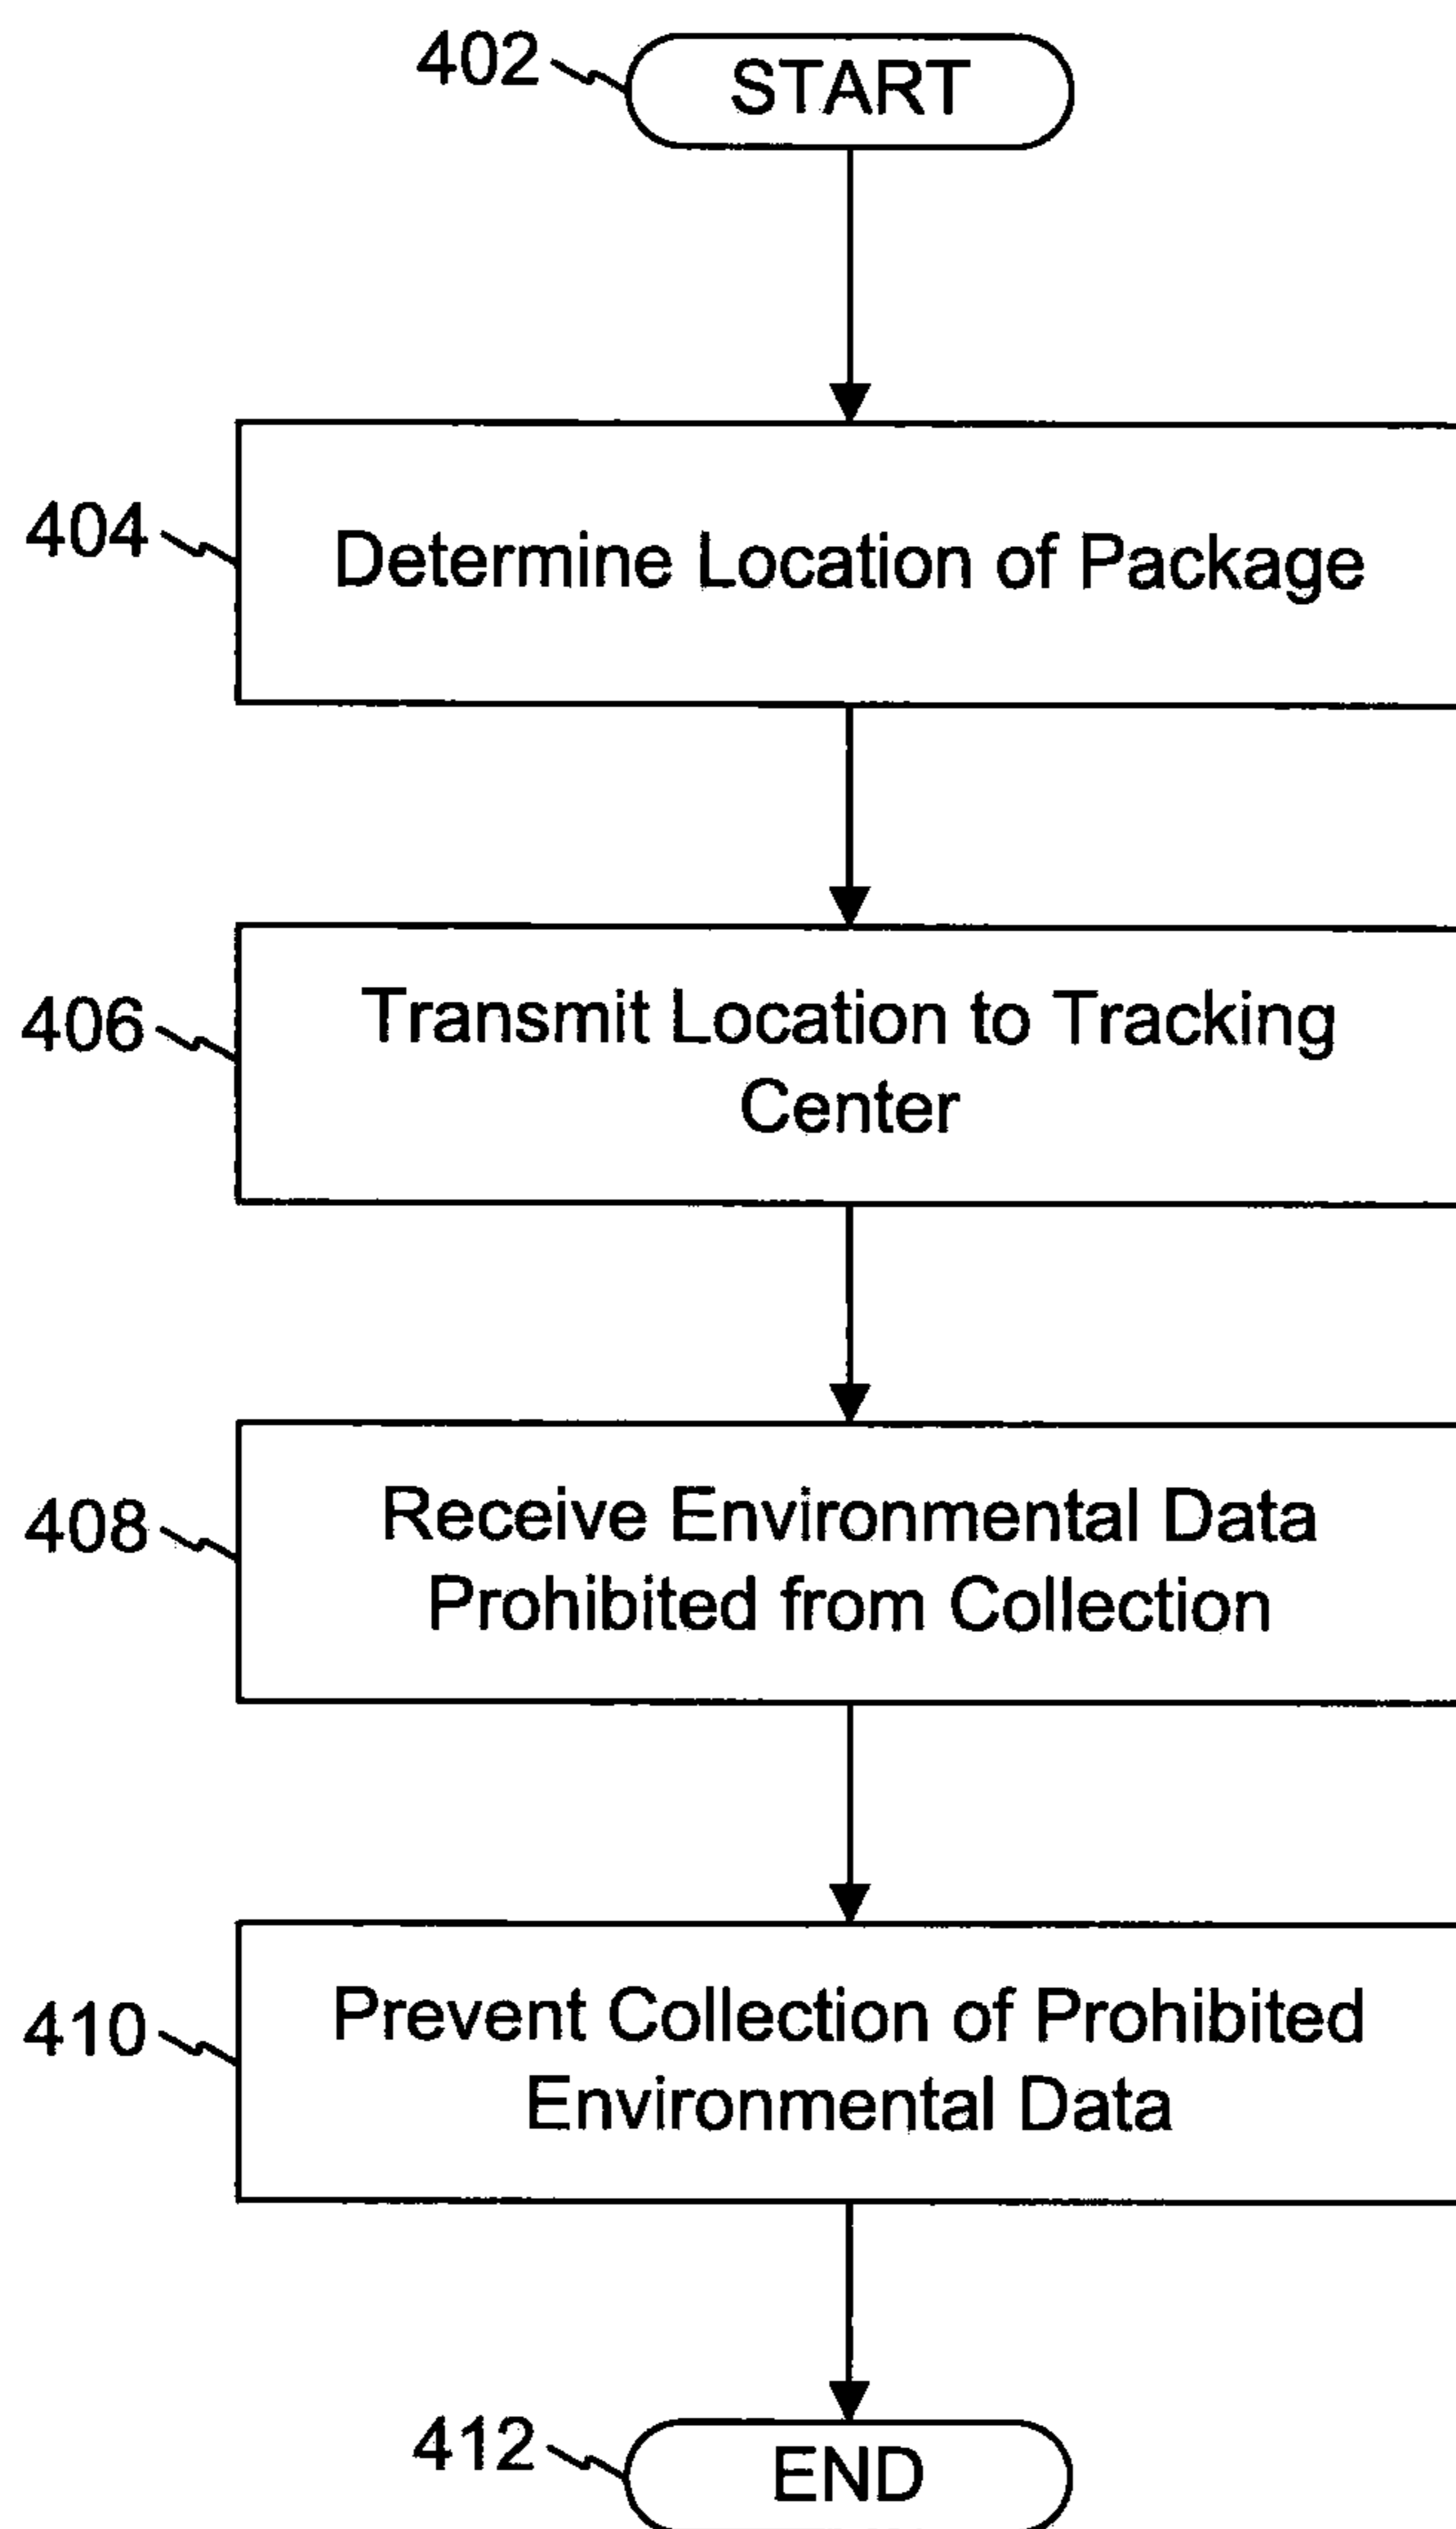 402
START
404
Determine Location of Package
406
Transmit Location to Tracking
Center
408
Receive Environmental Data
Prohibited from Collection
410
Prevent Collection of Prohibited
Environmental Data
412
END